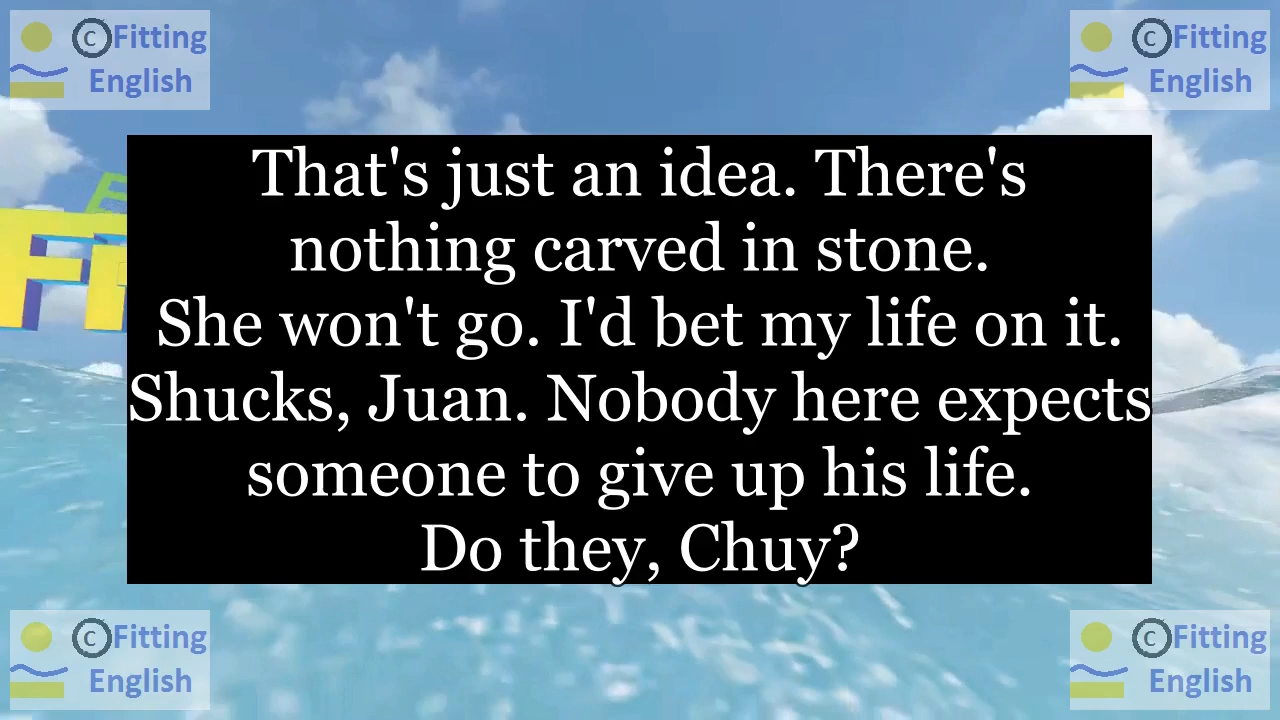 ©Fitting
English
©Fitting
English
That's just an idea. There's
nothing carved in stone.
She won't go. I'd bet my life on it.
Shucks, Juan. Nobody here expects
someone to give up his life.
Do they, Chuy?
©Fitting
English
©Fitting
English